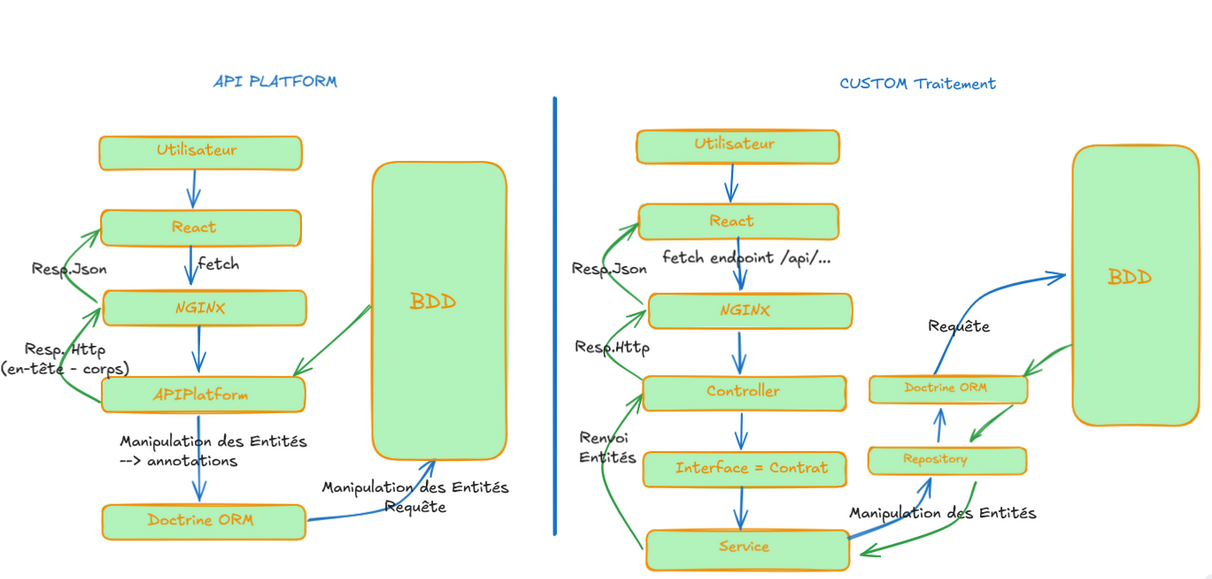 API PLATFORM
Utilisateur
React
fetch
Resp.Json
NGINX
Resp. Http
(en-tête - corps)
APIPlatform
Manipulation des Entités
--> annotations
Doctrine ORM
Manipulation des Entités
Requête
BDD
CUSTOM Traitement
Utilisateur
React
fetch endpoint /api/...
Resp.Json
NGINX
Resp.Http
Controller
Renvoi
Entités
Interface = Contrat
Service
Manipulation des Entités
Repository
Doctrine ORM
Requête
BDD